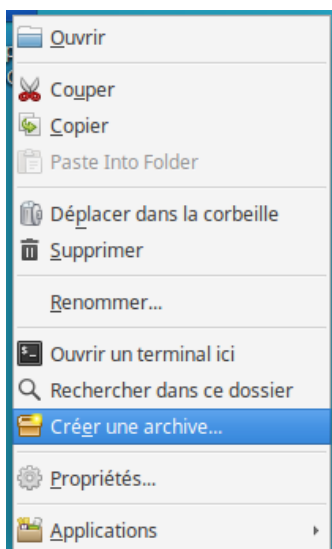 Ouvrir
Couper
Copier
Paste Into Folder
Déplacer dans la corbeille
Supprimer
Renommer...
Ouvrir un terminal ici
Rechercher dans ce dossier
Créer une archive...
Propriétés...
Applications